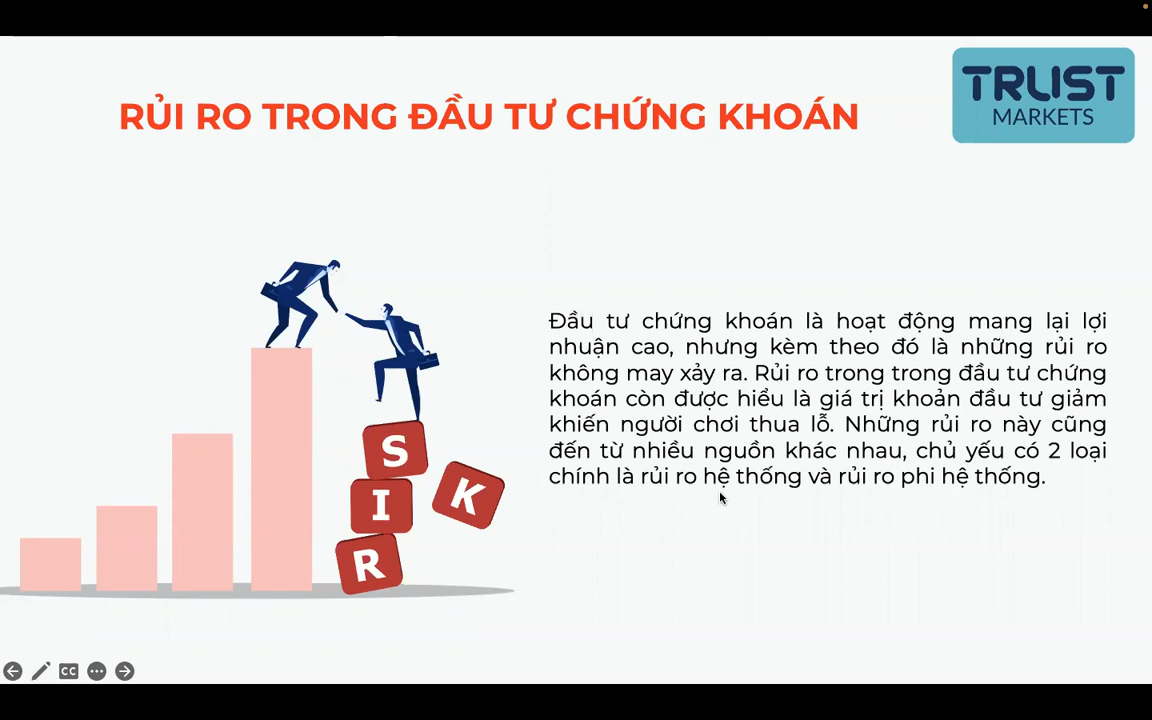 RỦI RO TRONG ĐẦU TƯ CHỨNG KHOÁN
TRUST
MARKETS
Đầu tư chứng khoán là hoạt động mang lại lợi
nhuận cao, nhưng kèm theo đó là những rủi ro
không may xảy ra. Rủi ro trong trong đầu tư chứng
khoán còn được hiểu là giá trị khoản đầu tư giảm
khiến người chơi thua lỗ. Những rủi ro này cũng
đến từ nhiều nguồn khác nhau, chủ yếu có 2 loại
chính là rủi ro hệ thống và rủi ro phi hệ thống.
S
I
K
R
CC